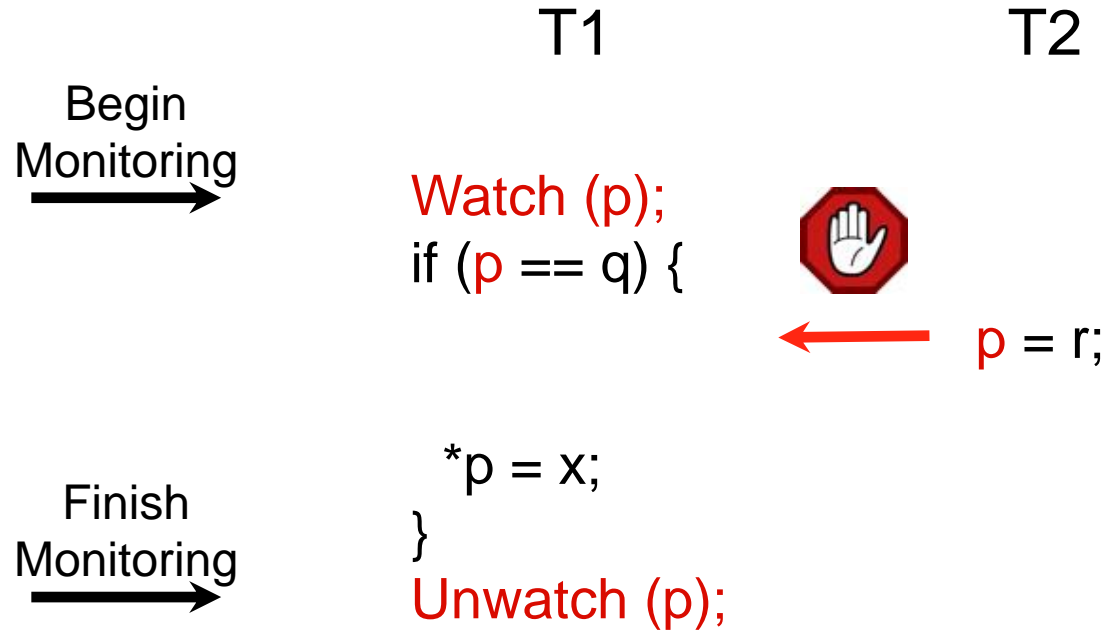 T1 T2
Begin
Monitoring
Watch (p);
if (p == q) {
p = r;
*p = x;
Finish
Monitoring
}
Unwatch (p);